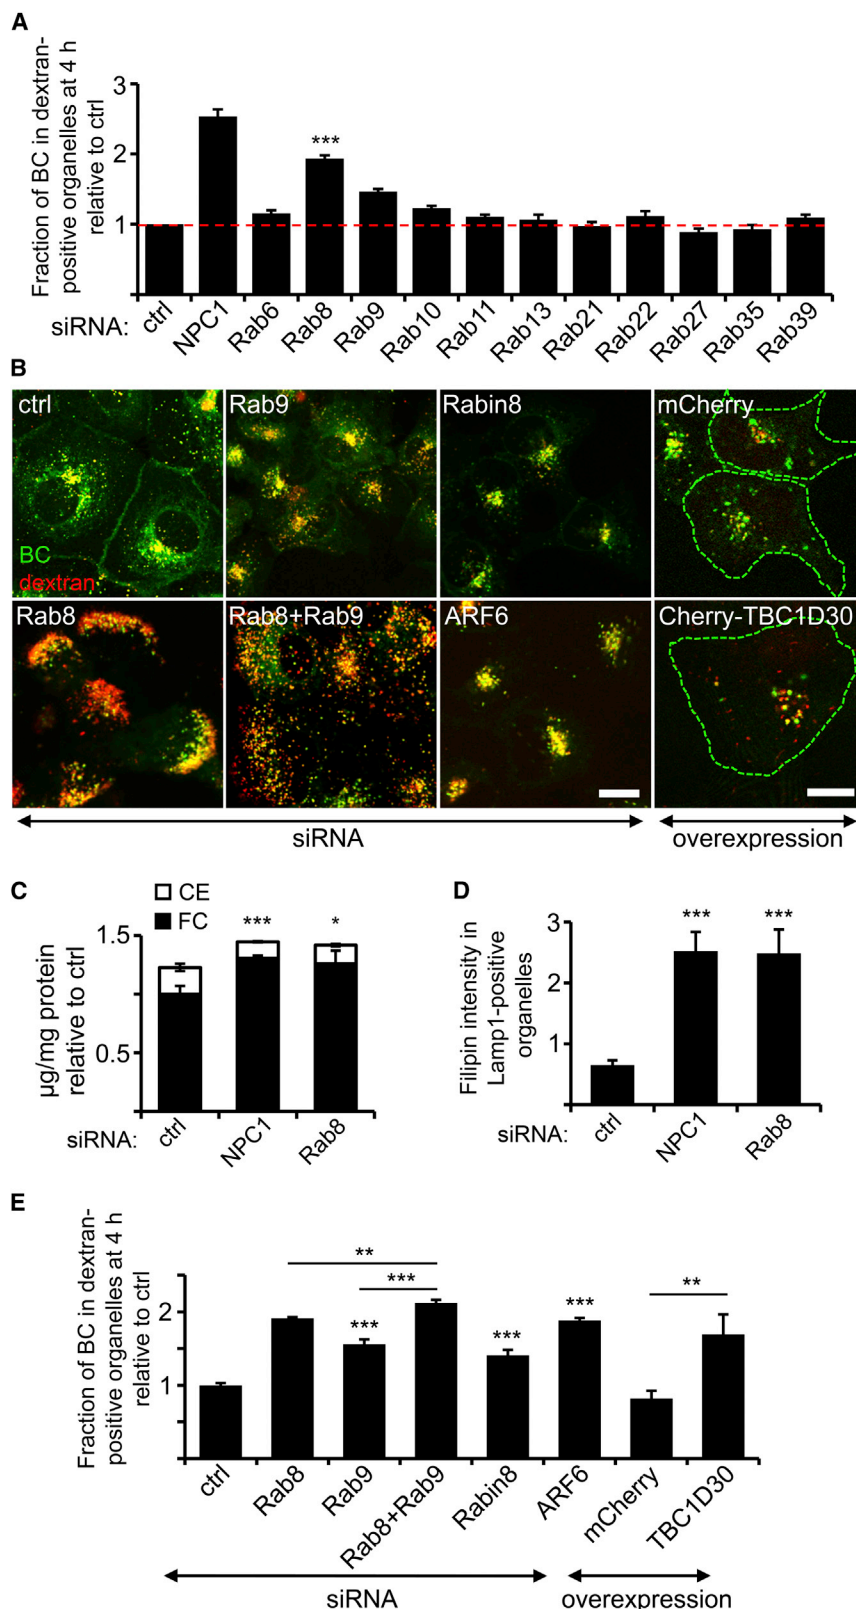 A
Fraction of BC in dextran-
positive organelles at 4 h
relative to ctrl
3
2
1
***
siRNA:
ctrl
NPC1
Rab6
Rab8
Rab9
Rab10
Rab11
Rab13
Rab21
Rab22
Rab27
Rab35
Rab39
B
ctrl
BC
dextran
Rab9
Rabin8
mCherry
Rab8
Rab8+Rab9
ARF6
Cherry-TBC1D30
siRNA
overexpression
C
CE
FC
µg/mg protein
relative to ctrl
1.5
0.5
***
*
siRNA:
ctrl
NPC1
Rab8
D
Filipin intensity in
Lamp1-positive
organelles
3
2
1
***
***
siRNA:
ctrl
NPC1
Rab8
E
Fraction of BC in dextran-
positive organelles at 4 h
relative to ctrl
2
1
**
***
***
***
***
**
ctrl
Rab8
Rab9
Rab8+Rab9
Rabin8
ARF6
mCherry
TBC1D30
siRNA
overexpression